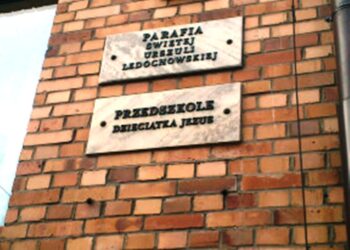 PARAFIA
ŚWIĘTEJ
URSZULI
LEDÓCHOWSKIEJ
PRZEDSZKOLE
DZIECIĄTKA JEZUS